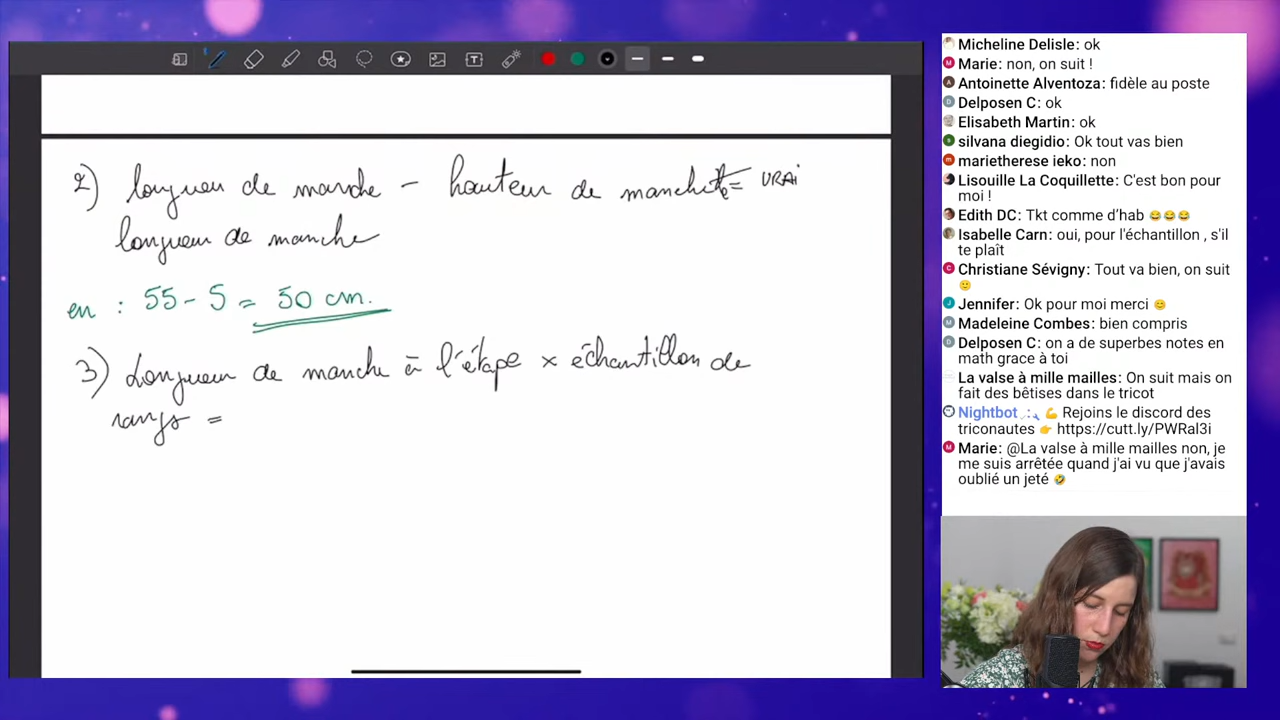 2) longueur de manche - hauteur de manchette = VRAI
longueur de manche
en : 55 - 5 = 50 cm.
3) Longueur de manche à l'étape × échantillon de
rangs =
Micheline Delisle: ok
Marie: non, on suit !
Antoinette Alventoza: fidèle au poste
Delposen C: ok
Elisabeth Martin: ok
silvana diegidio: Ok tout vas bien
marietherese ieko: non
Lisouille La Coquillette: C'est bon pour
moi !
Edith DC: Tkt comme d’hab 😂😂😂
Isabelle Carn: oui, pour l'échantillon , s'il
te plaît
Christiane Sévigny: Tout va bien, on suit
🙂
Jennifer: Ok pour moi merci 😊
Madeleine Combes: bien compris
Delposen C: on a de superbes notes en
math grace à toi
La valse à mille mailles: On suit mais on
fait des bêtises dans le tricot
Nightbot : 💪 Rejoins le discord des
triconautes 👉 https://cutt.ly/PWRal3i
Marie: @La valse à mille mailles non, je
me suis arrêtée quand j'ai vu que j'avais
oublié un jeté 🤣